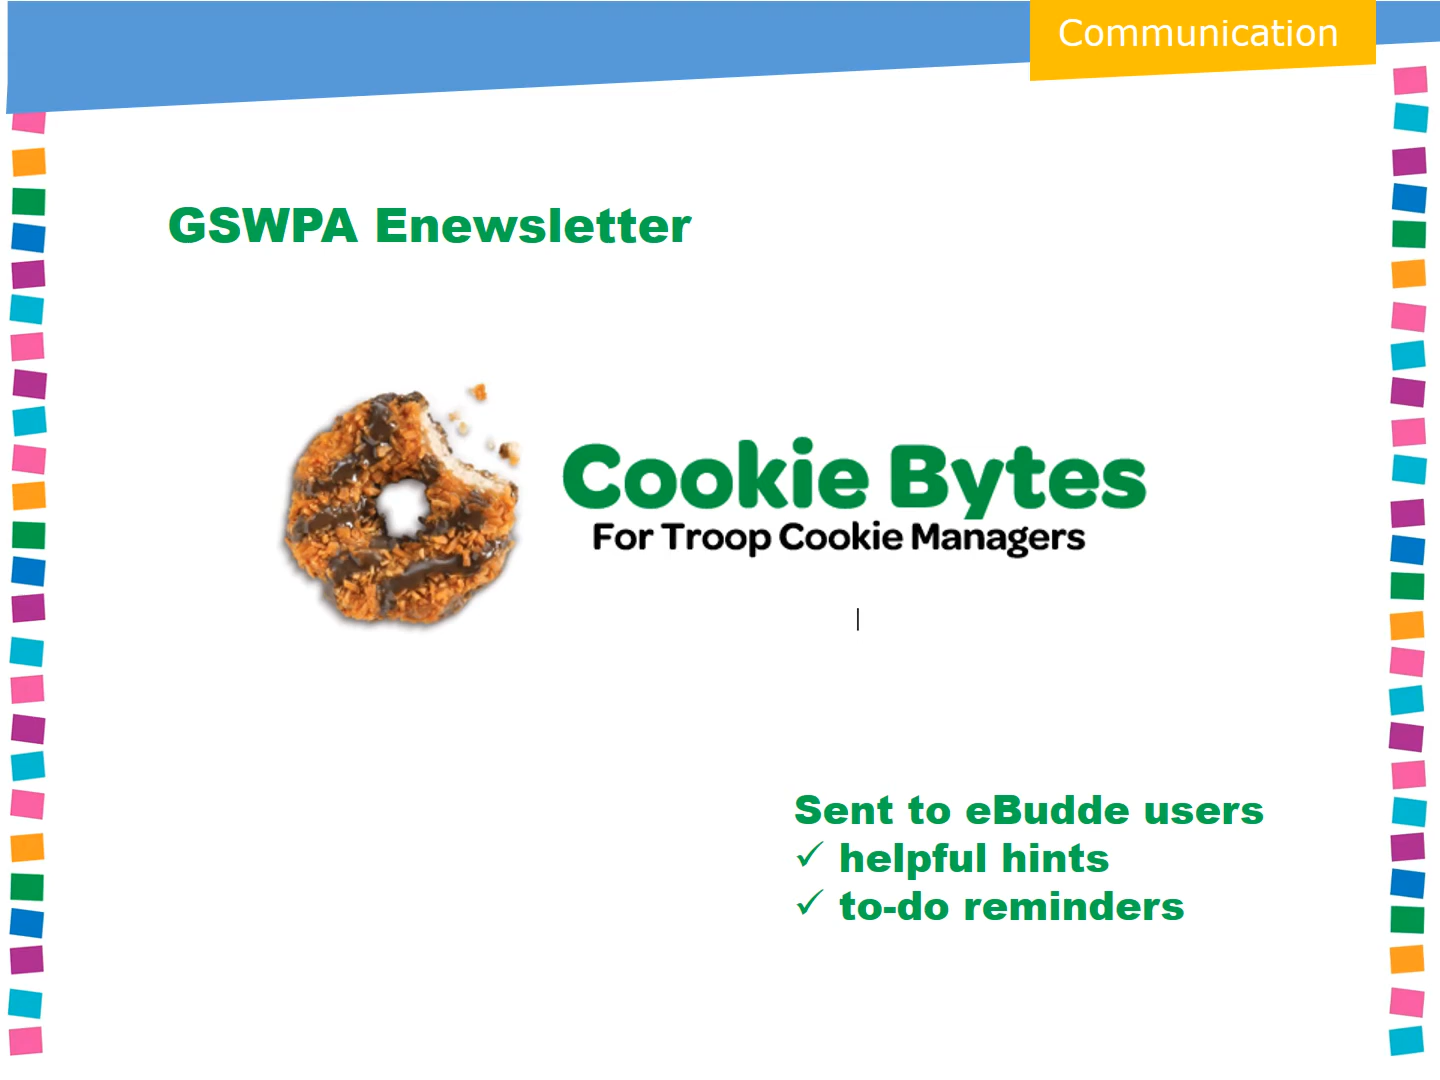 Communication
GSWPA Enewsletter
Cookie Bytes
For Troop Cookie Managers
Sent to eBudde users
✓ helpful hints
✓ to-do reminders